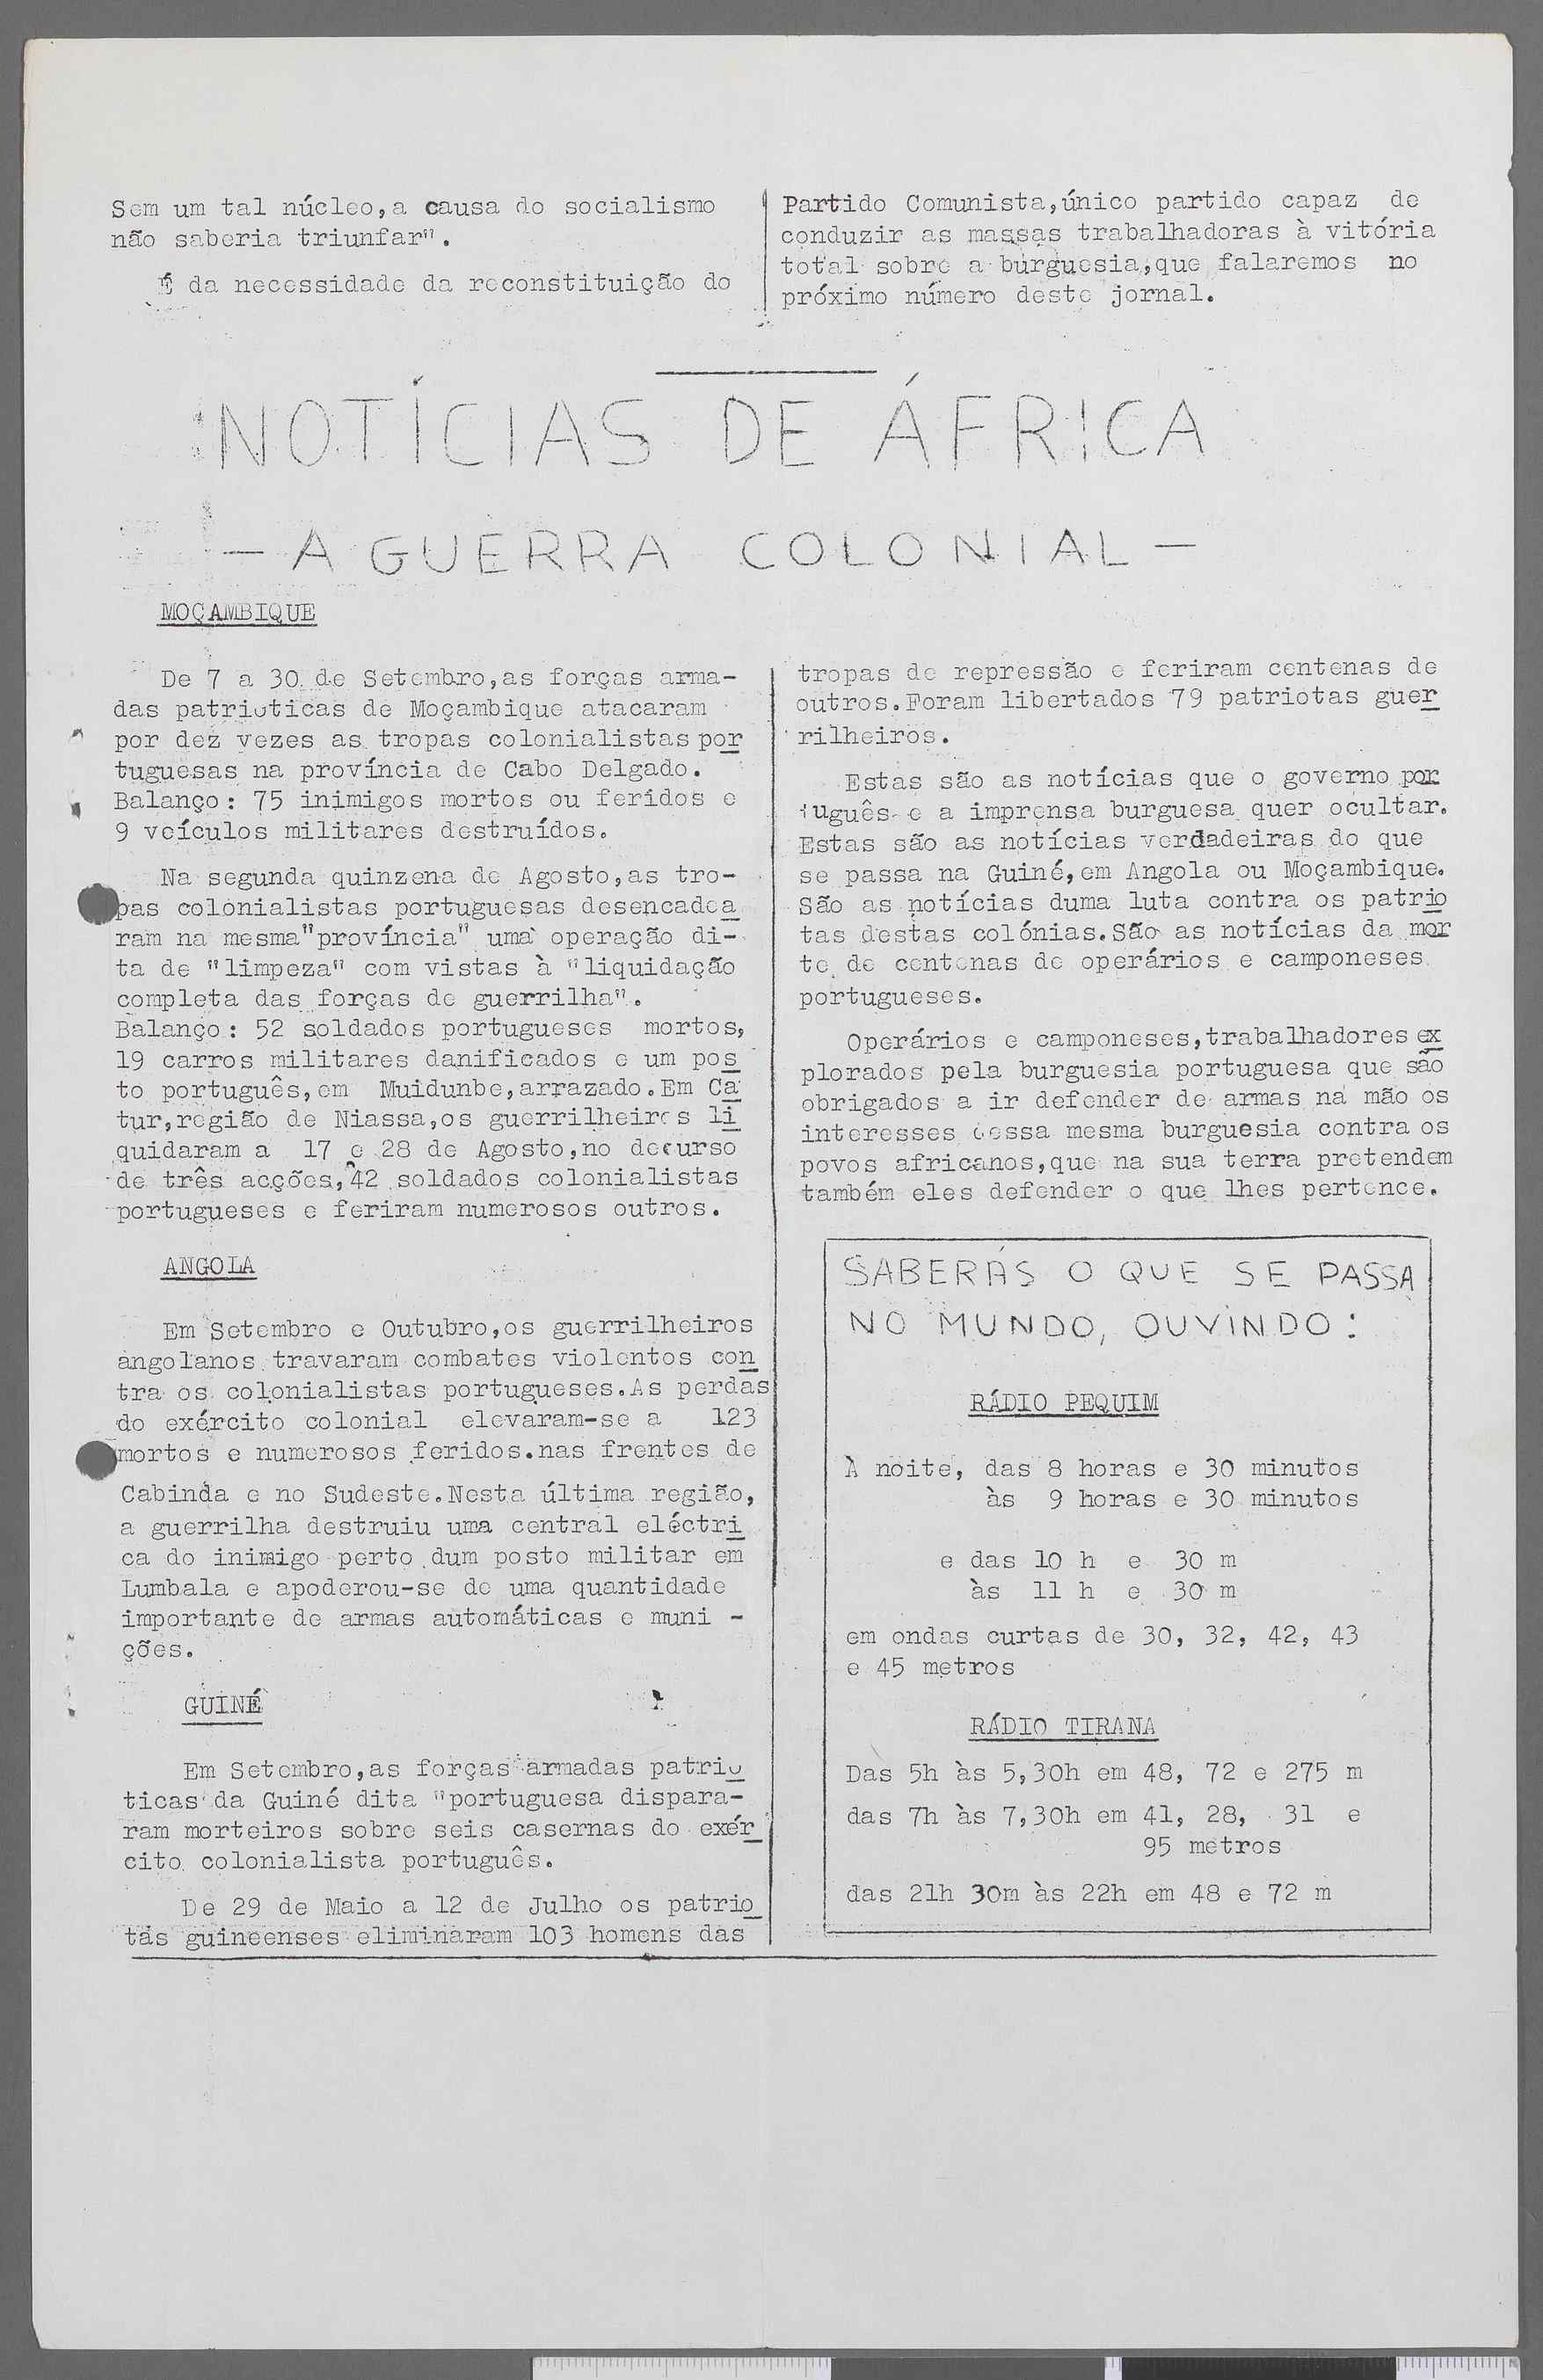 Sem um tal núcleo,a causa do socialismo
não saberia triunfar".
É da necessidade da reconstituição do
Partido Comunista,único partido capaz de
conduzir as massas trabalhadoras à vitória
total sobre a burguesia,que falaremos no
próximo número deste jornal.
NOTÍCIAS DE ÁFRICA
- A GUERRA COLONIAL -
MOÇAMBIQUE
De 7 a 30 de Setembro,as forças arma-
das patrióticas de Moçambique atacaram
por dez vezes as tropas colonialistas por
tuguesas na província de Cabo Delgado.
Balanço: 75 inimigos mortos ou feridos e
9 veículos militares destruídos.
Na segunda quinzena de Agosto,as tro-
pas colonialistas portuguesas desencadea
ram na mesma"província" uma operação di-
ta de "limpeza" com vistas à "liquidação
completa das forças de guerrilha".
Balanço: 52 soldados portugueses mortos,
19 carros militares danificados e um pos
to português,em Muidunbe,arrazado.Em Ca
tur,região de Niassa,os guerrilheiros li
quidaram a 17 e 28 de Agosto,no decurso
de três acções,42 soldados colonialistas
portugueses e feriram numerosos outros.
ANGOLA
Em Setembro e Outubro,os guerrilheiros
angolanos travaram combates violentos con
tra os colonialistas portugueses.As perdas
do exército colonial elevaram-se a 123
mortos e numerosos feridos.nas frentes de
Cabinda e no Sudeste.Nesta última região,
a guerrilha destruiu uma central eléctri
ca do inimigo perto dum posto militar em
Lumbala e apoderou-se de uma quantidade
importante de armas automáticas e muni -
ções.
GUINÉ
Em Setembro,as forças armadas patrió
ticas da Guiné dita "portuguesa dispara-
ram morteiros sobre seis casernas do exér
cito colonialista português.
De 29 de Maio a 12 de Julho os patrio
tas guineenses eliminaram 103 homens das
tropas de repressão e feriram centenas de
outros.Foram libertados 79 patriotas guer
rilheiros.
Estas são as notícias que o governo por
tuguês e a imprensa burguesa quer ocultar.
Estas são as notícias verdadeiras do que
se passa na Guiné,em Angola ou Moçambique.
São as notícias duma luta contra os patrio
tas destas colónias.São as notícias da mor
te de centenas de operários e camponeses
portugueses.
Operários e camponeses,trabalhadores ex
plorados pela burguesia portuguesa que são
obrigados a ir defender de armas na mão os
interesses dessa mesma burguesia contra os
povos africanos,que na sua terra pretendem
também eles defender o que lhes pertence.
SABERÁS O QUE SE PASSA
NO MUNDO, OUVINDO :
RÁDIO PEQUIM
À noite, das 8 horas e 30 minutos
às 9 horas e 30 minutos
e das 10 h e 30 m
às 11 h e 30 m
em ondas curtas de 30, 32, 42, 43
e 45 metros
RÁDIO TIRANA
Das 5h às 5,30h em 48, 72 e 275 m
das 7h às 7,30h em 41, 28, 31 e
95 metros
das 21h 30m às 22h em 48 e 72 m